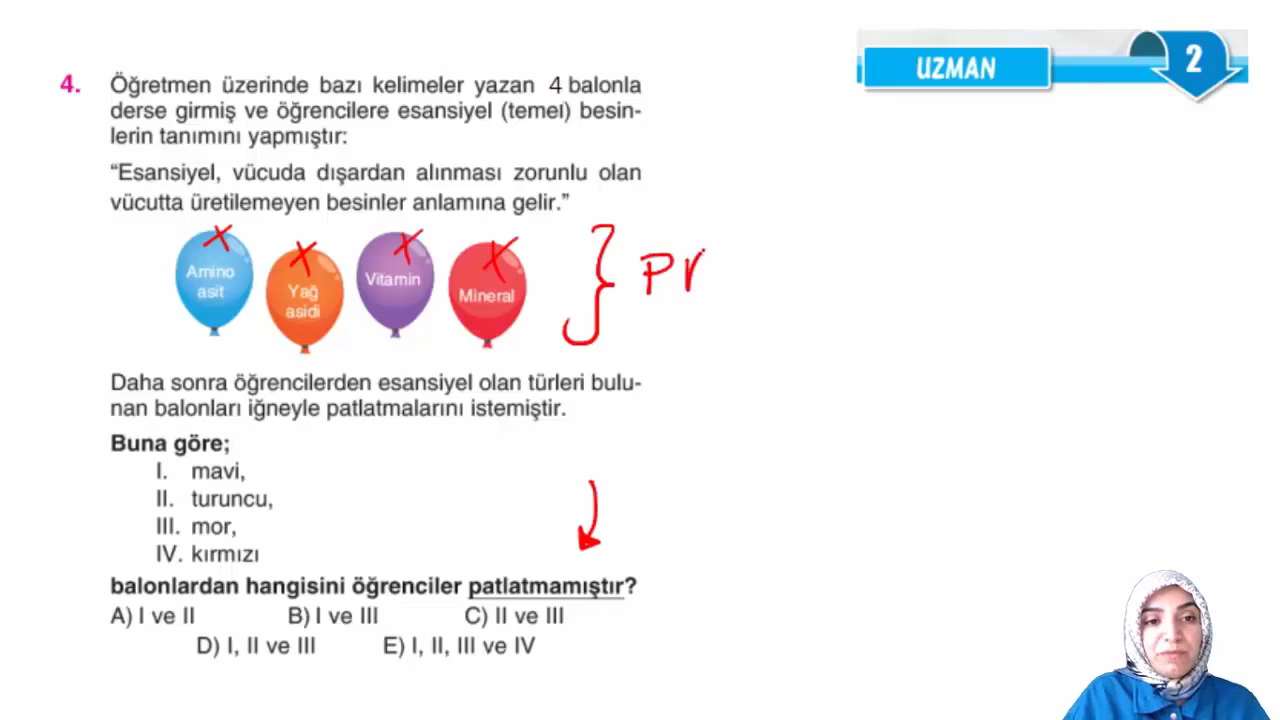 UZMAN
2
4. Öğretmen üzerinde bazı kelimeler yazan 4 balonla
derse girmiş ve öğrencilere esansiyel (temel) besin-
lerin tanımını yapmıştır:
“Esansiyel, vücuda dışardan alınması zorunlu olan
vücutta üretilemeyen besinler anlamına gelir.”
Amino
asit
Yağ
asidi
Vitamin
Mineral
pr
Daha sonra öğrencilerden esansiyel olan türleri bulu-
nan balonları iğneyle patlatmalarını istemiştir.
Buna göre;
I. mavi,
II. turuncu,
III. mor,
IV. kırmızı
balonlardan hangisini öğrenciler patlatmamıştır?
A) I ve II B) I ve III C) II ve III
D) I, II ve III E) I, II, III ve IV